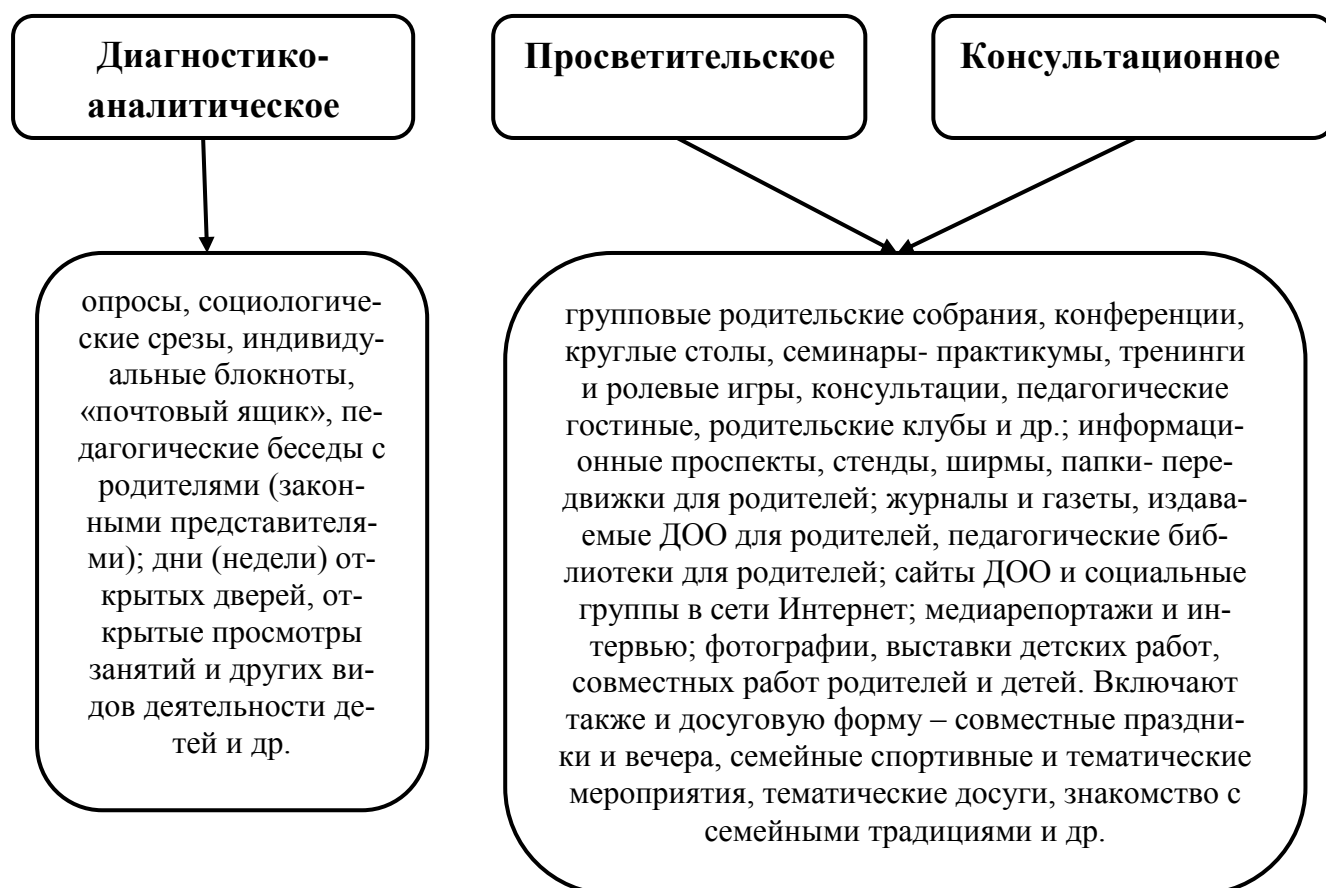 Диагностико-
аналитическое
Просветительское
Консультационное
опросы, социологиче-
ские срезы, индивиду-
альные блокноты,
«почтовый ящик», пе-
дагогические беседы с
родителями (закон-
ными представителя-
ми); дни (недели) от-
крытых дверей, от-
крытые просмотры
занятий и других ви-
дов деятельности де-
тей и др.
групповые родительские собрания, конференции,
круглые столы, семинары- практикумы, тренинги
и ролевые игры, консультации, педагогические
гостиные, родительские клубы и др.; информаци-
онные проспекты, стенды, ширмы, папки- пере-
движки для родителей; журналы и газеты, издава-
емые ДОО для родителей, педагогические биб-
лиотеки для родителей; сайты ДОО и социальные
группы в сети Интернет; медиарепортажи и ин-
тервью; фотографии, выставки детских работ,
совместных работ родителей и детей. Включают
также и досуговую форму – совместные праздни-
ки и вечера, семейные спортивные и тематические
мероприятия, тематические досуги, знакомство с
семейными традициями и др.